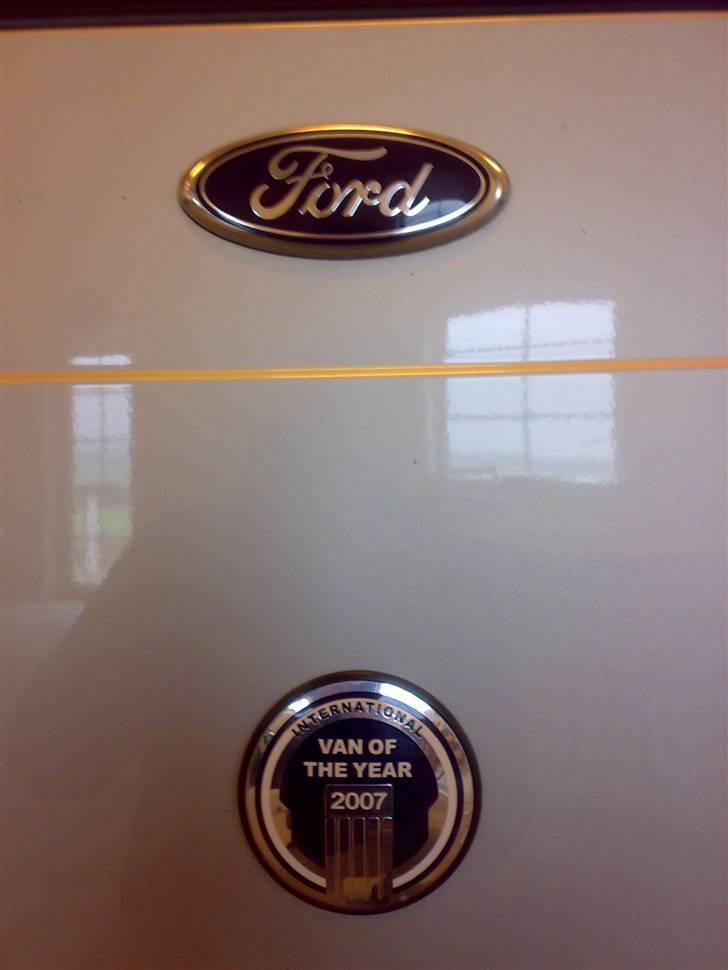 Ford
INTERNATIONAL
VAN OF
THE YEAR
2007